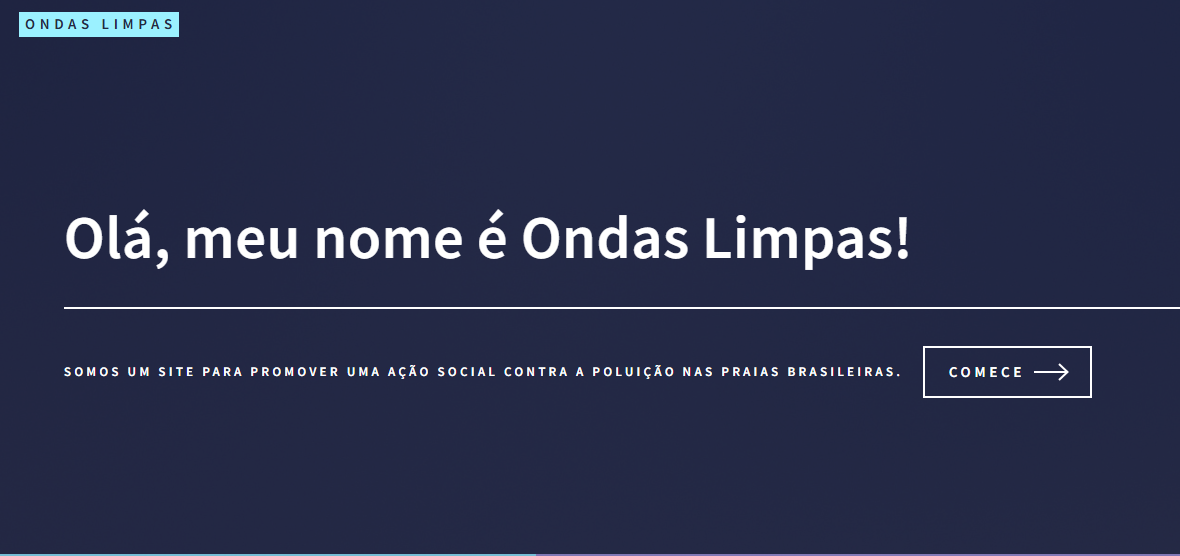 ONDAS LIMPAS
Olá, meu nome é Ondas Limpas!
SOMOS UM SITE PARA PROMOVER UMA AÇÃO SOCIAL CONTRA A POLUIÇÃO NAS PRAIAS BRASILEIRAS.
COMECE